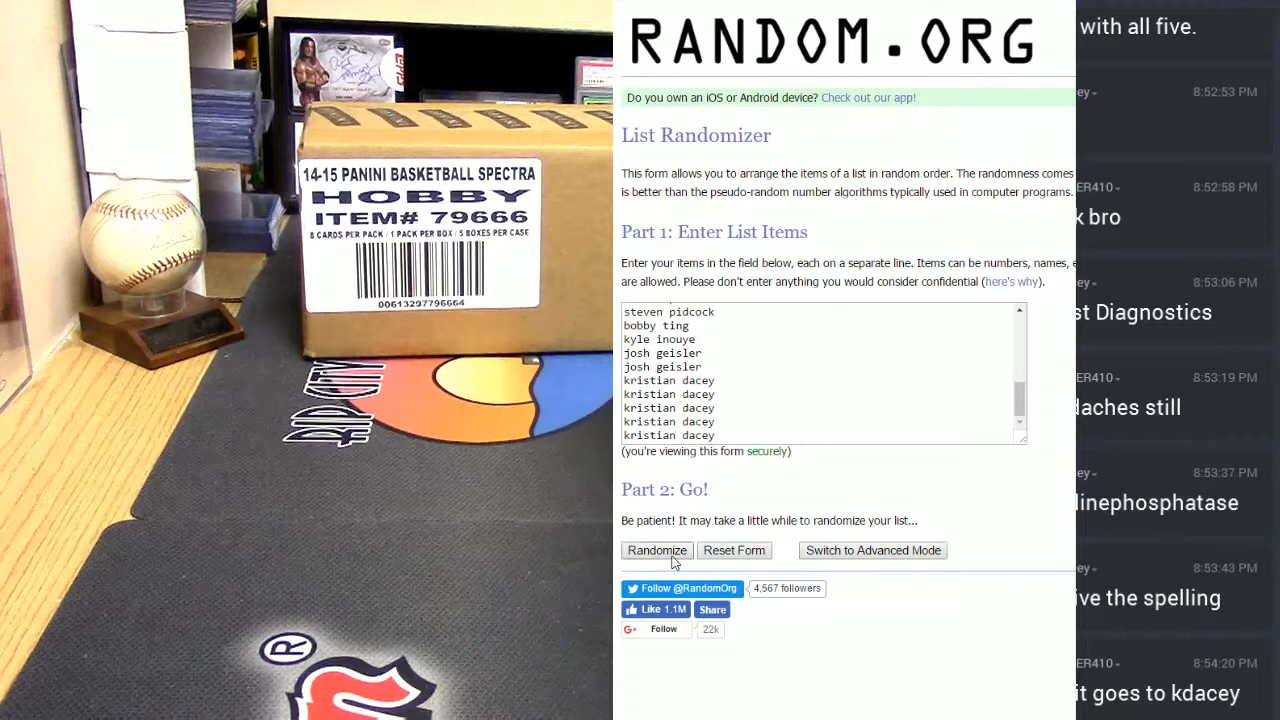 14-15 PANINI BASKETBALL SPECTRA
HOBBY
ITEM# 79666
CARDS PER PACK / 1 PACK PER BOX / 5 BOXES PER CASE
00613297796664
RIP CITY
®
RANDOM.ORG
Do you own an iOS or Android device? Check out our app!
List Randomizer
This form allows you to arrange the items of a list in random order. The randomness comes
is better than the pseudo-random number algorithms typically used in computer programs.
Part 1: Enter List Items
Enter your items in the field below, each on a separate line. Items can be numbers, names, e
are allowed. Please don't enter anything you would consider confidential (here's why).
steven pidcock
bobby ting
kyle inouye
josh geisler
josh geisler
kristian dacey
kristian dacey
kristian dacey
kristian dacey
kristian dacey
(you're viewing this form securely)
Part 2: Go!
Be patient! It may take a little while to randomize your list...
Randomize Reset Form Switch to Advanced Mode
Follow @RandomOrg 4,567 followers
Like 1.1M Share
G+ Follow 22k
with all five.
ey 8:52:53 PM
ER410 8:52:58 PM
k bro
ey 8:53:06 PM
st Diagnostics
ER410 8:53:19 PM
daches still
ey 8:53:37 PM
linephosphatase
ey 8:53:43 PM
ive the spelling
ER410 8:54:20 PM
it goes to kdacey